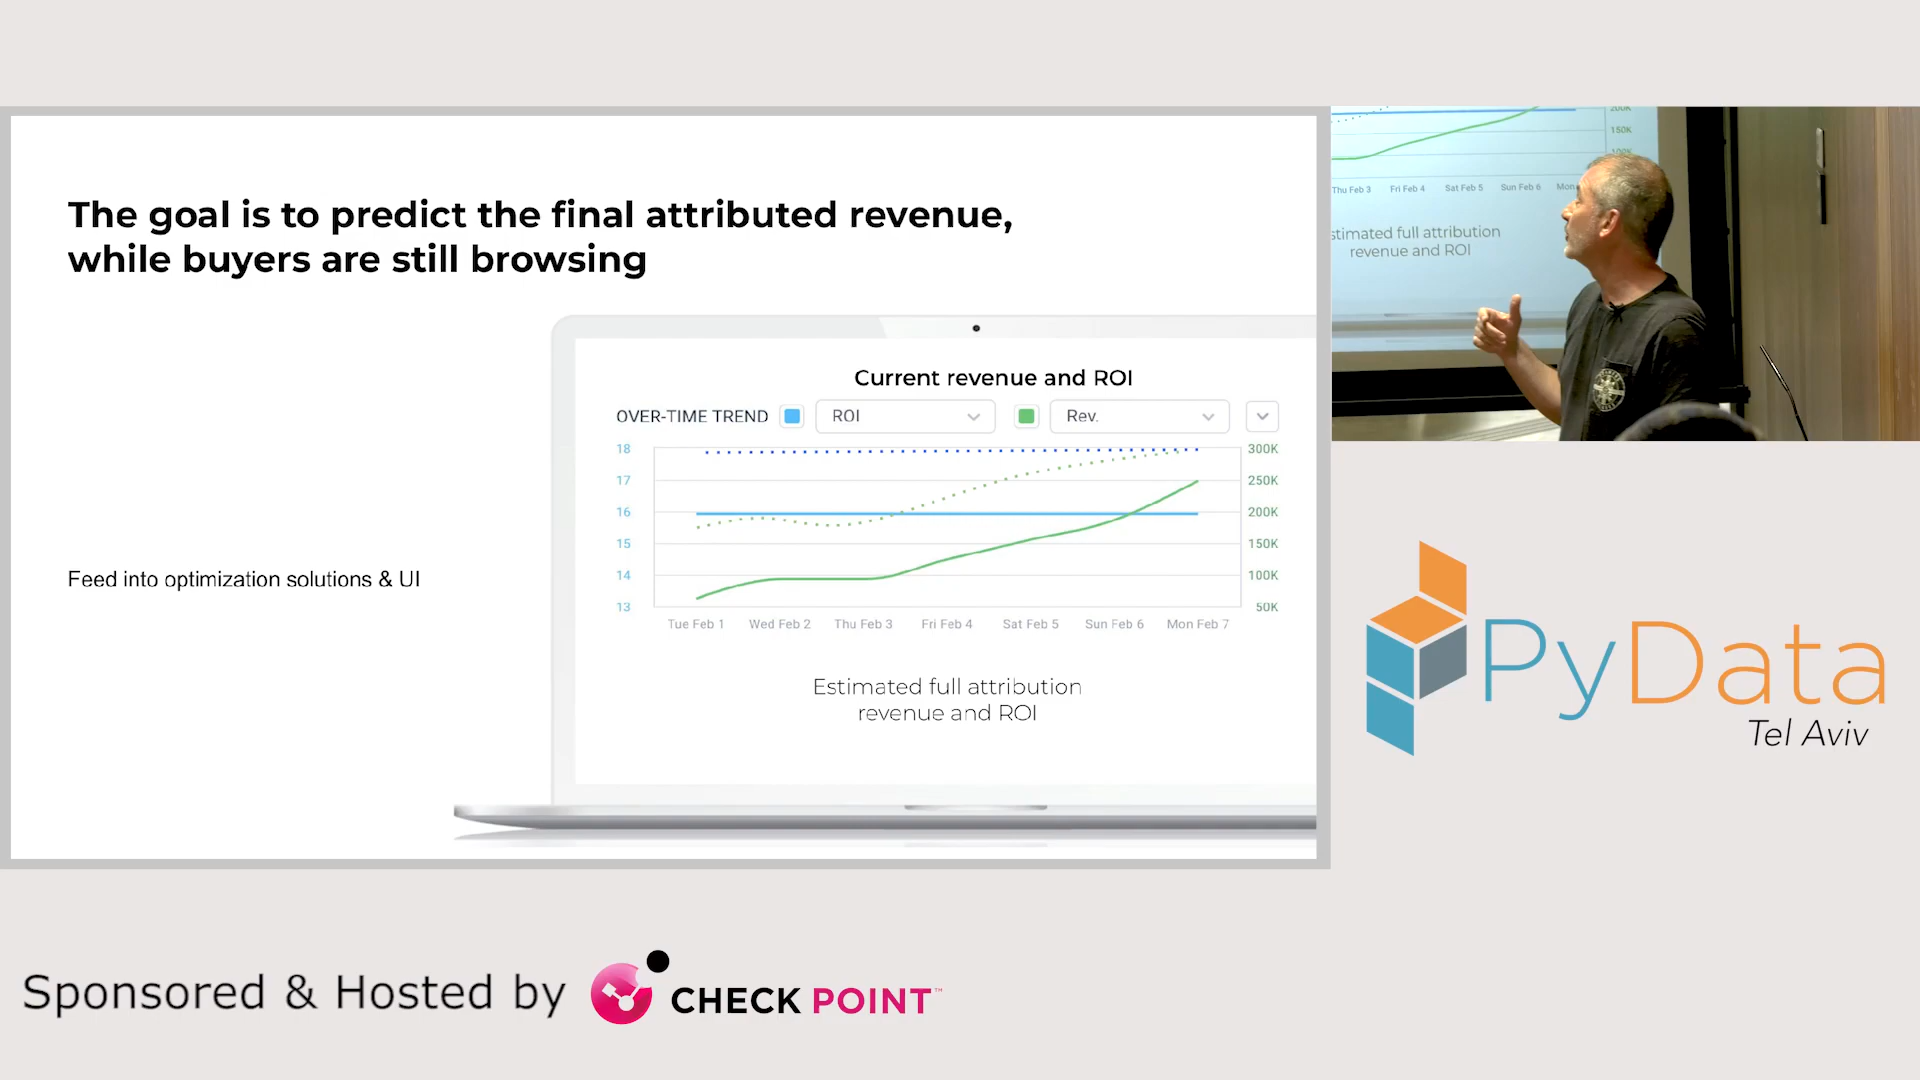 The goal is to predict the final attributed revenue,
while buyers are still browsing
Feed into optimization solutions & UI
Current revenue and ROI
OVER-TIME TREND ROI Rev.
18 300K
17 250K
16 200K
15 150K
14 100K
13 50K
Tue Feb 1 Wed Feb 2 Thu Feb 3 Fri Feb 4 Sat Feb 5 Sun Feb 6 Mon Feb 7
Estimated full attribution
revenue and ROI
200K
150K
100K
Thu Feb 3 Fri Feb 4 Sat Feb 5 Sun Feb 6 Mon
stimated full attribution
revenue and ROI
PyData
Tel Aviv
Sponsored & Hosted by
CHECK POINT™